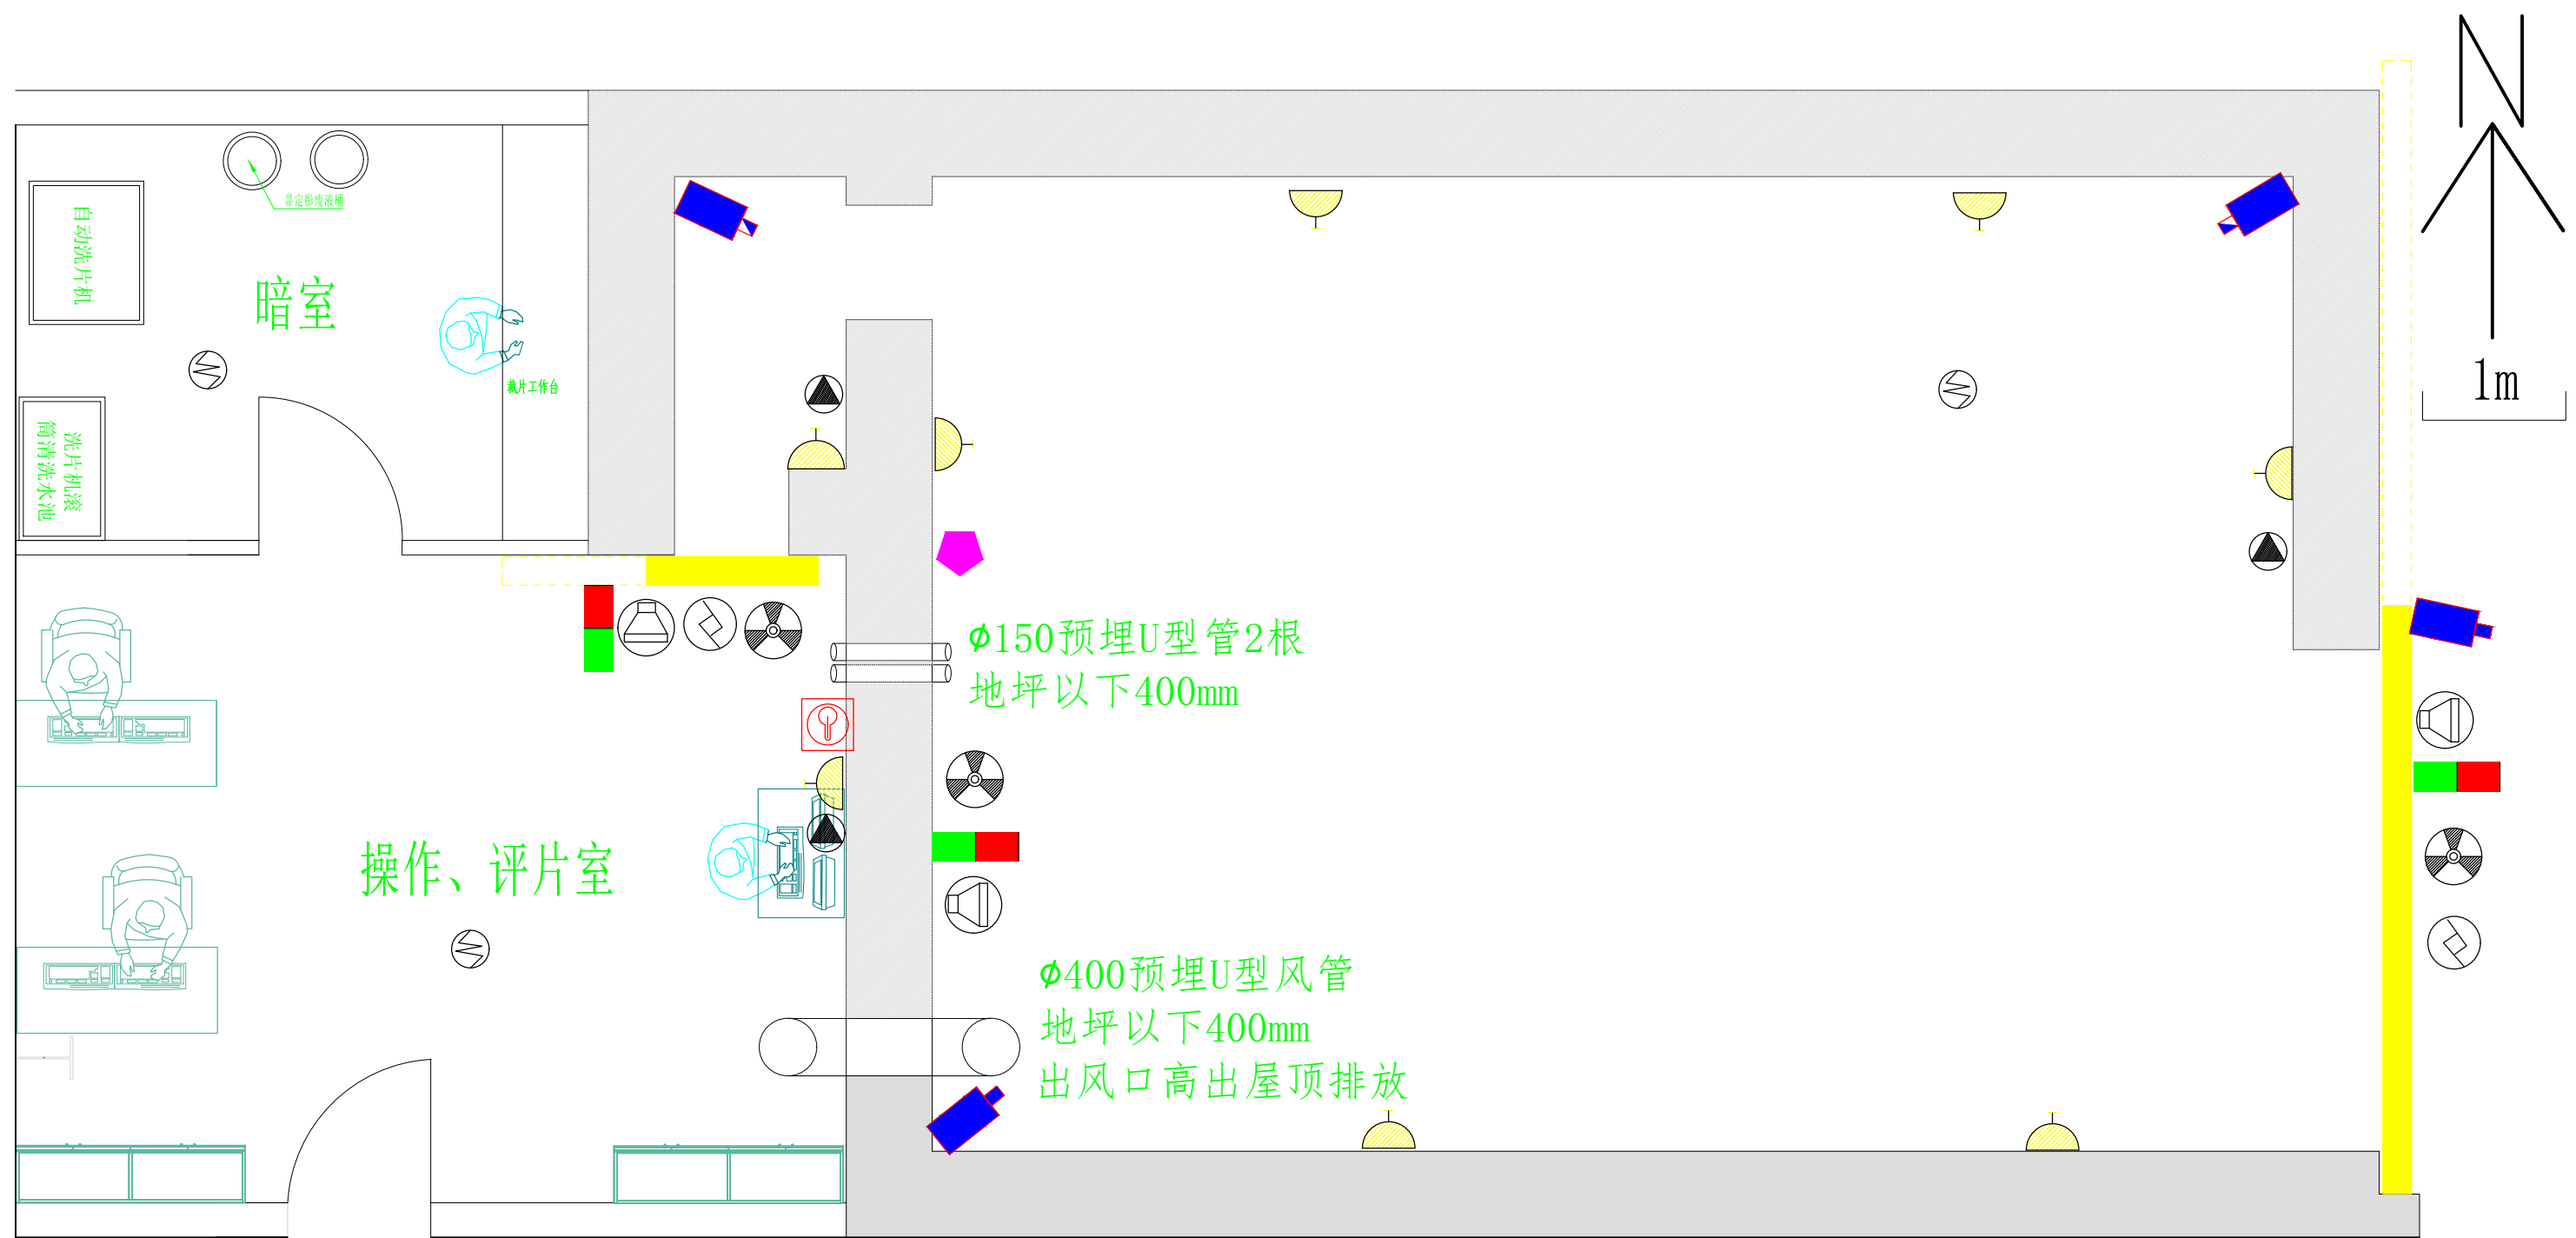 N
1m
显定影废液桶
自动洗片机
暗室
裁片工作台
洗片机滚
筒清洗水池
ϕ150预埋U型管2根
地坪以下400mm
操作、评片室
ϕ400预埋U型风管
地坪以下400mm
出风口高出屋顶排放